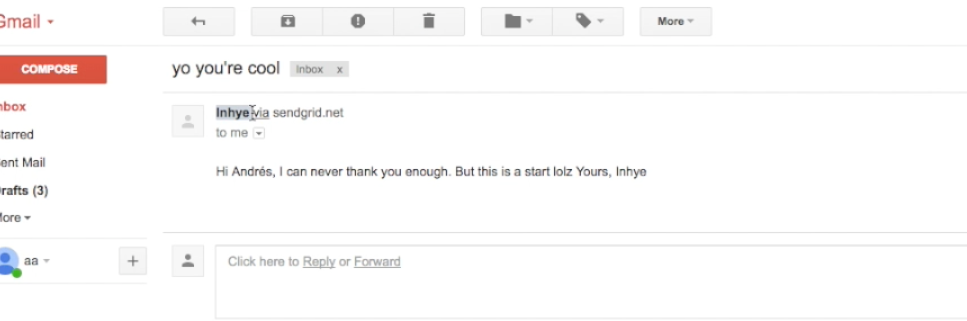 Gmail
More
COMPOSE
yo you're cool Inbox x
nbox
Inhye via sendgrid.net
tarred
to me
ent Mail
Hi Andrés, I can never thank you enough. But this is a start lolz Yours, Inhye
rafts (3)
ore
aa
Click here to Reply or Forward